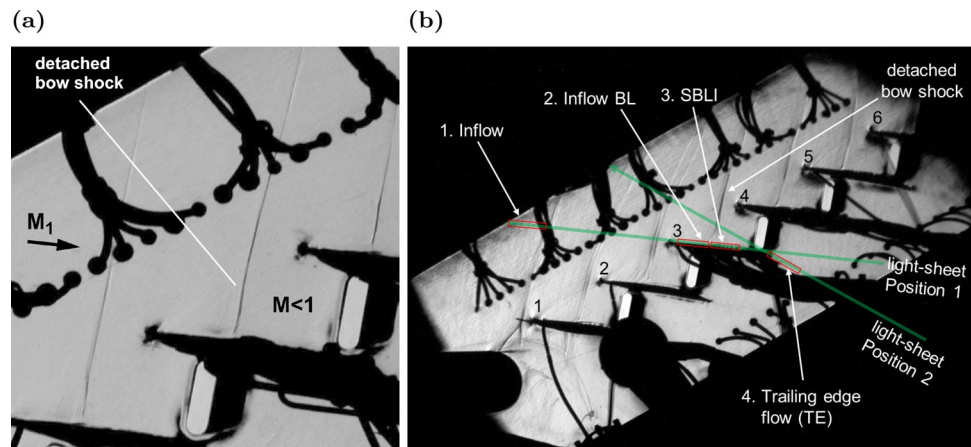 (a)
detached
bow shock
M1
M<1
(b)
detached
bow shock
2. Inflow BL
3. SBLI
1. Inflow
6
5
4
3
2
1
light-sheet
Position 1
light-sheet
Position 2
4. Trailing edge
flow (TE)